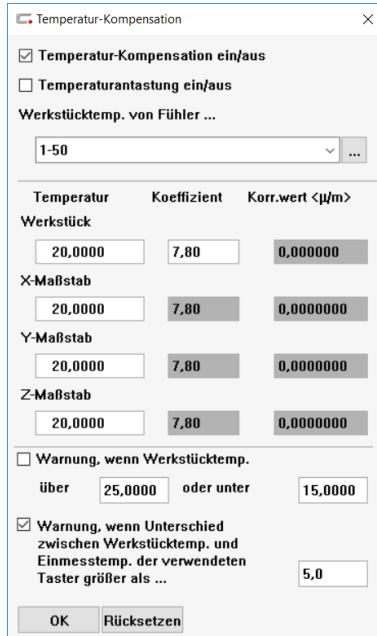 Temperatur-Kompensation
Temperatur-Kompensation ein/aus
Temperaturantastung ein/aus
Werkstücktemp. von Fühler ...
1-50 ...
Temperatur Koeffizient Korr.wert <µ/m>
Werkstück
20,0000 7,80 0,000000
X-Maßstab
20,0000 7,80 0,0000000
Y-Maßstab
20,0000 7,80 0,0000000
Z-Maßstab
20,0000 7,80 0,0000000
Warnung, wenn Werkstücktemp.
über 25,0000 oder unter 15,0000
Warnung, wenn Unterschied
zwischen Werkstücktemp. und
Einmesstemp. der verwendeten
Taster größer als ... 5,0
OK Rücksetzen